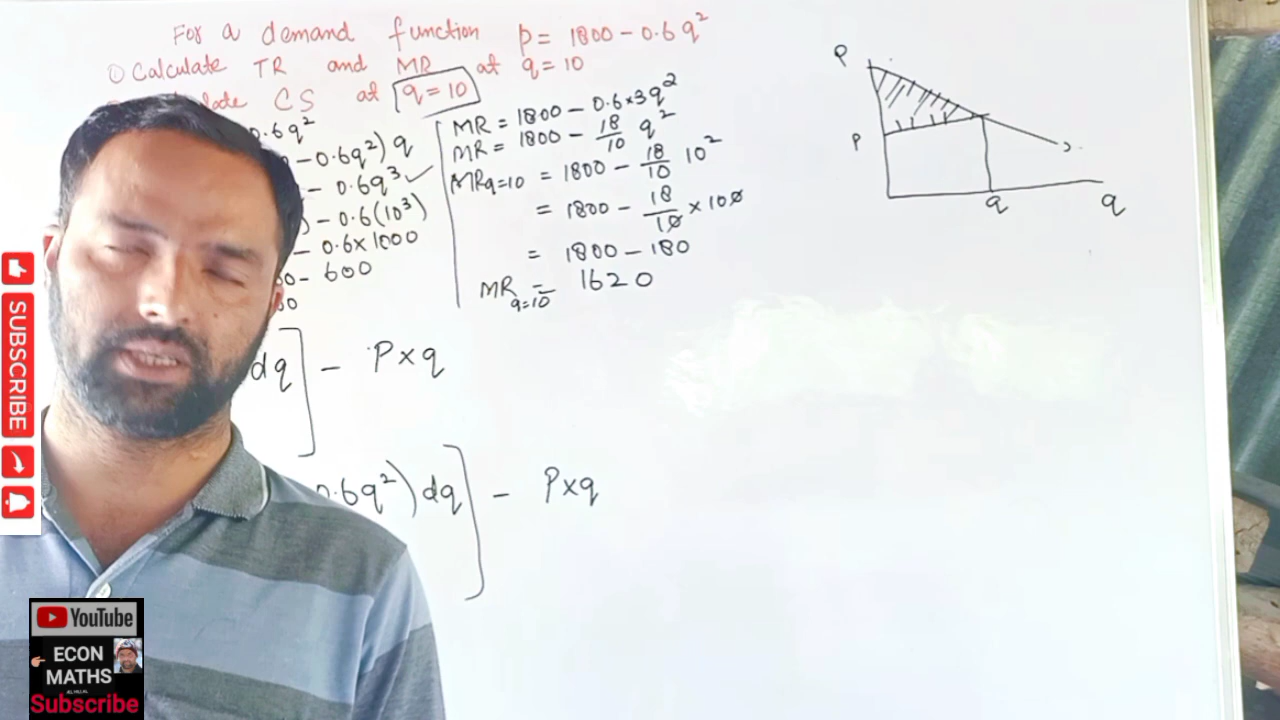 For a demand function p = 1800 - 0.6q²
① Calculate TR and MR at q = 10
CS at q = 10
0.6q²
- 0.6q²) q
- 0.6q³ ✓
- 0.6(10³)
- 0.6×1000
- 600
MR = 1800 - 0.6×3q²
MR = 1800 - 18/10 q²
MRq=10 = 1800 - 18/10 10²
= 1800 - 18/10 × 100
= 1800 - 180
MR q=10 = 1620
dq ] - P×q
0.6q²) dq ] - P×q
P
P
q
q
SUBSCRIBE
YouTube
ECON
MATHS
Subscribe